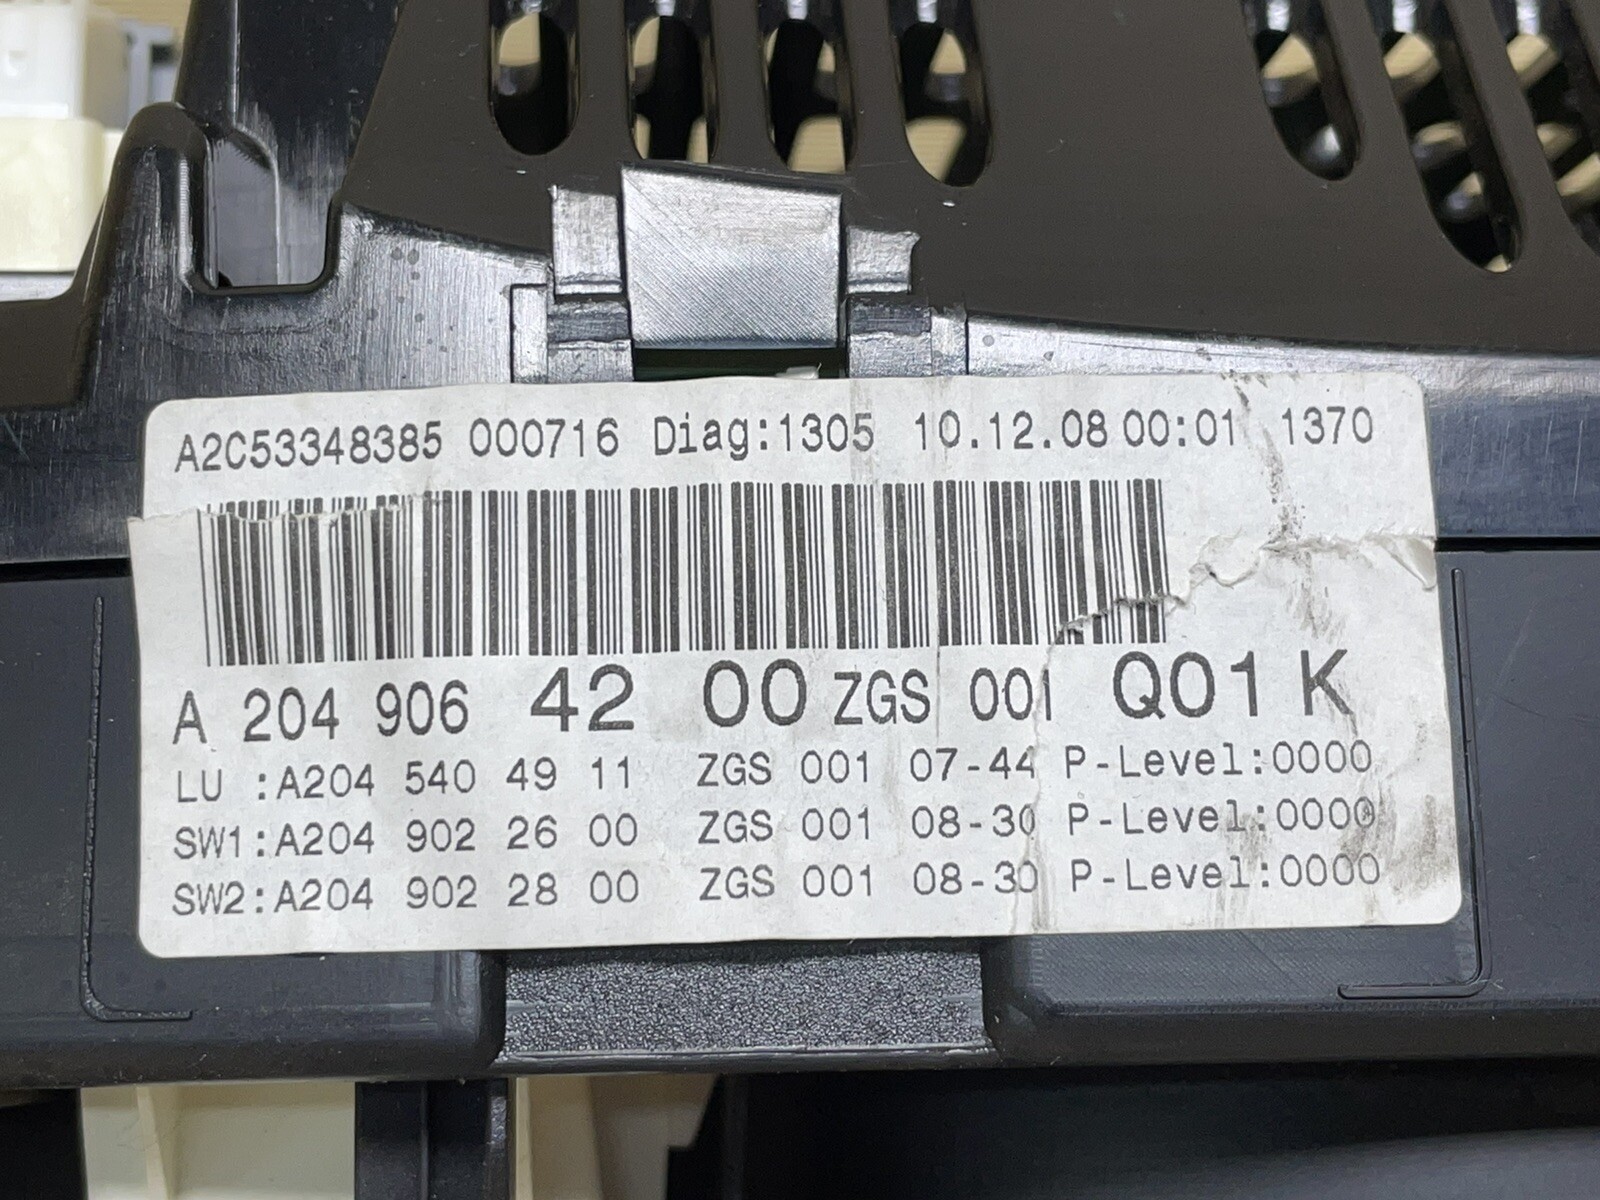 A2C53348385 000716 Diag:1305 10.12.08 00:01 1370
A 204 906 42 00 ZGS 001 Q01 K
LU :A204 540 49 11 ZGS 001 07-44 P-Level:0000
SW1:A204 902 26 00 ZGS 001 08-30 P-Level:0000
SW2:A204 902 28 00 ZGS 001 08-30 P-Level:0000